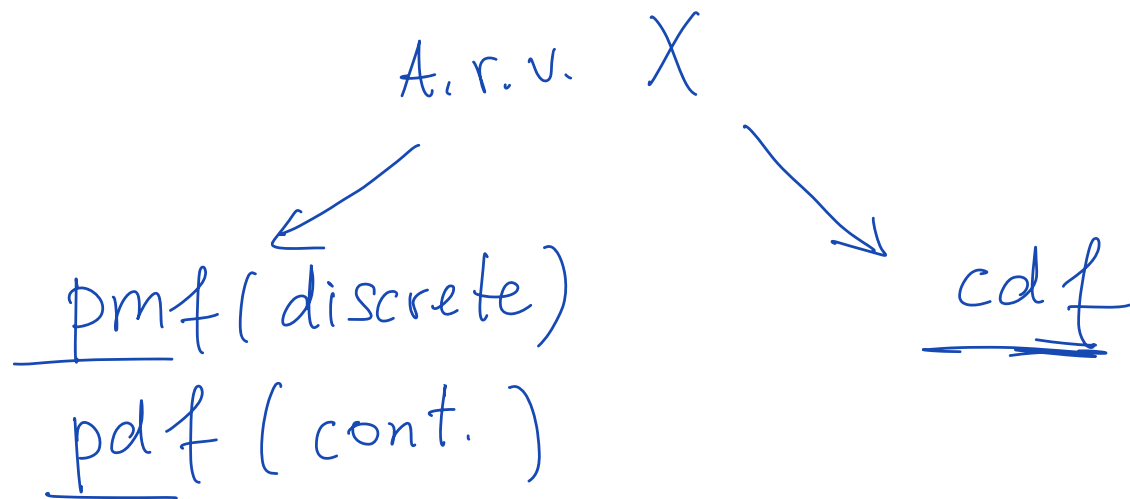 A. r. v. X
pmf (discrete)
cdf
pdf (cont.)